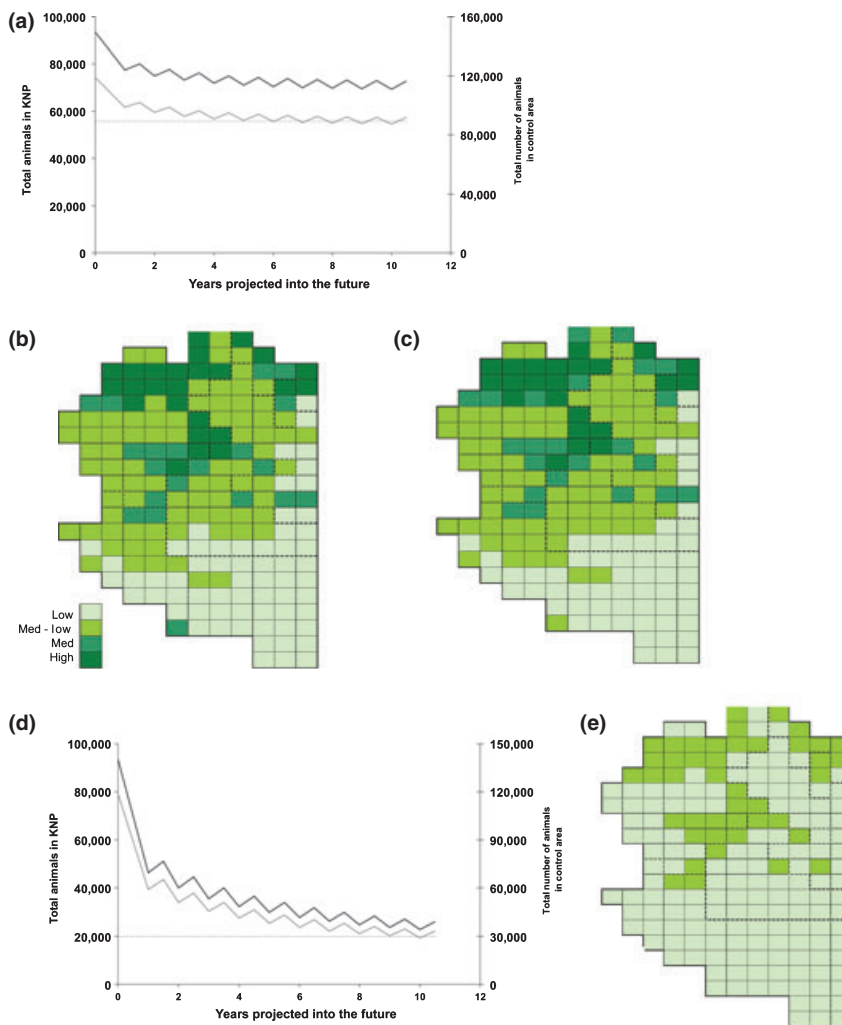 (a)
100,000
80,000
60,000
40,000
20,000
0
Total animals in KNP
160,000
120,000
80,000
40,000
0
Total number of animals
in control area
0 2 4 6 8 10 12
Years projected into the future
(b)
(c)
Low
Med - low
Med
High
(d)
100,000
80,000
60,000
40,000
20,000
0
Total animals in KNP
150,000
120,000
90,000
60,000
30,000
0
Total number of animals
in control area
0 2 4 6 8 10 12
Years projected into the future
(e)